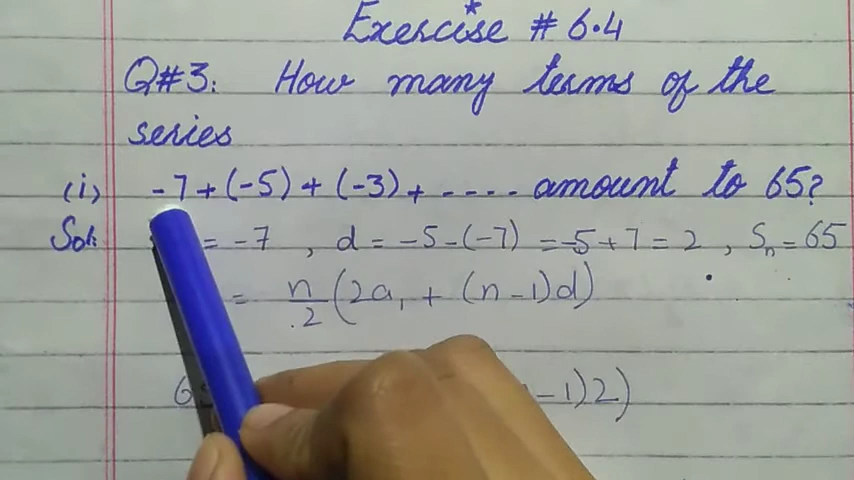 Exercise * # 6.4
Q#3: How many terms of the
series
(i) -7 + (-5) + (-3) + ---- amount to 65?
Sol: = -7 , d = -5-(-7) = -5+7 = 2 , Sn = 65
= n/2 (2a₁ + (n-1)d)
-1)2)